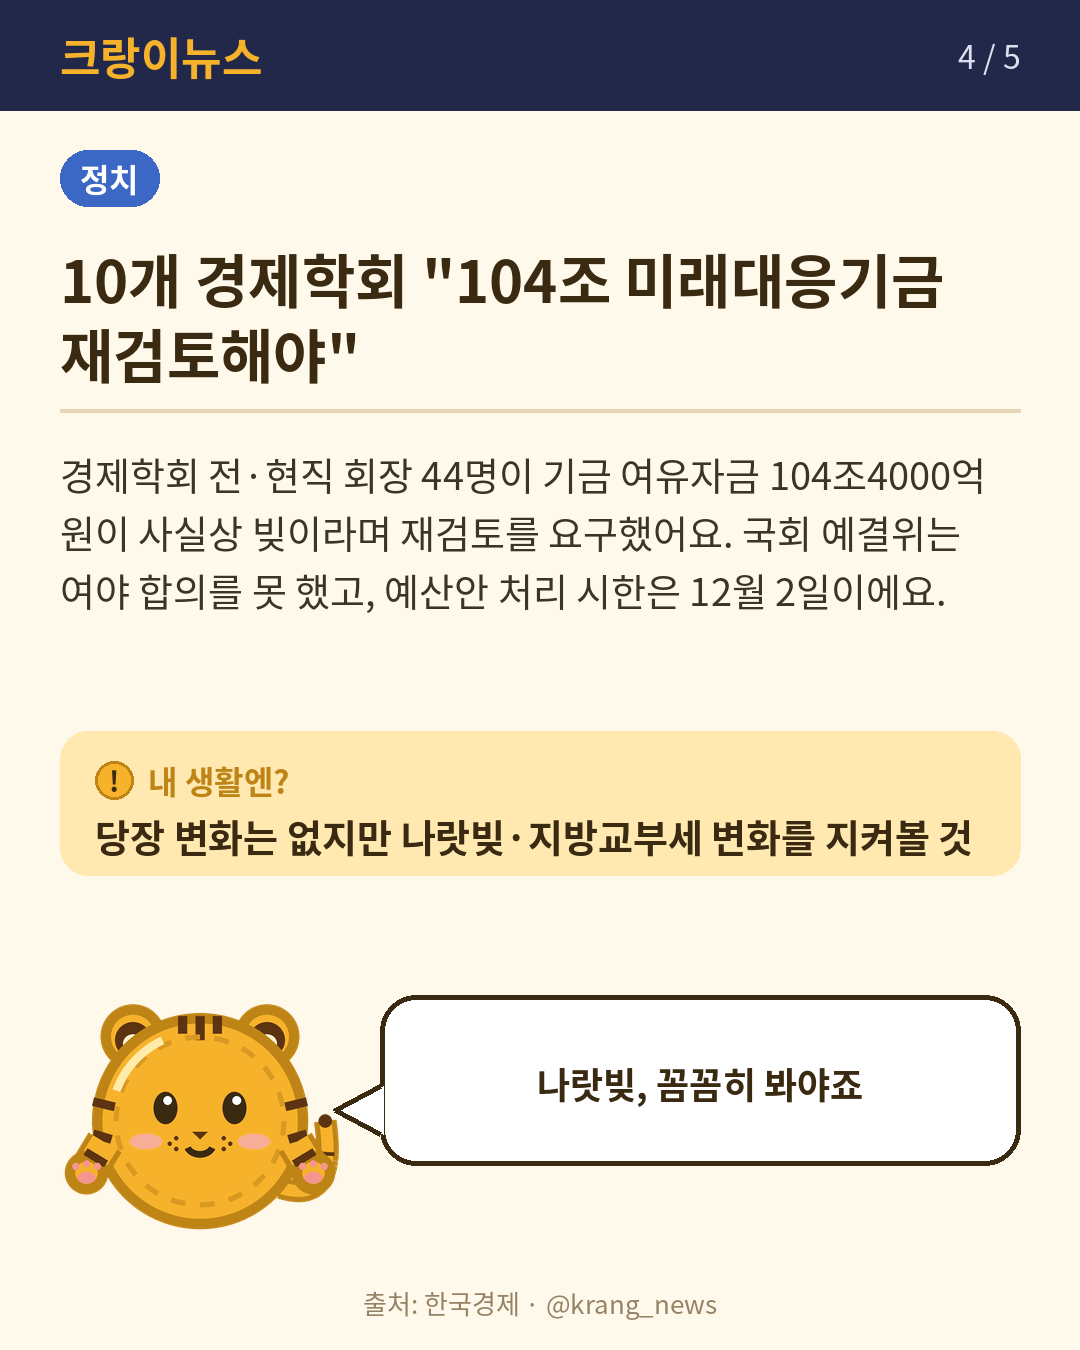 크랑이뉴스
4 / 5
정치
10개 경제학회 "104조 미래대응기금
재검토해야"
경제학회 전·현직 회장 44명이 기금 여유자금 104조4000억
원이 사실상 빚이라며 재검토를 요구했어요. 국회 예결위는
여야 합의를 못 했고, 예산안 처리 시한은 12월 2일이에요.
! 내 생활엔?
당장 변화는 없지만 나랏빚·지방교부세 변화를 지켜볼 것
나랏빚, 꼼꼼히 봐야죠
출처: 한국경제 · @krang_news